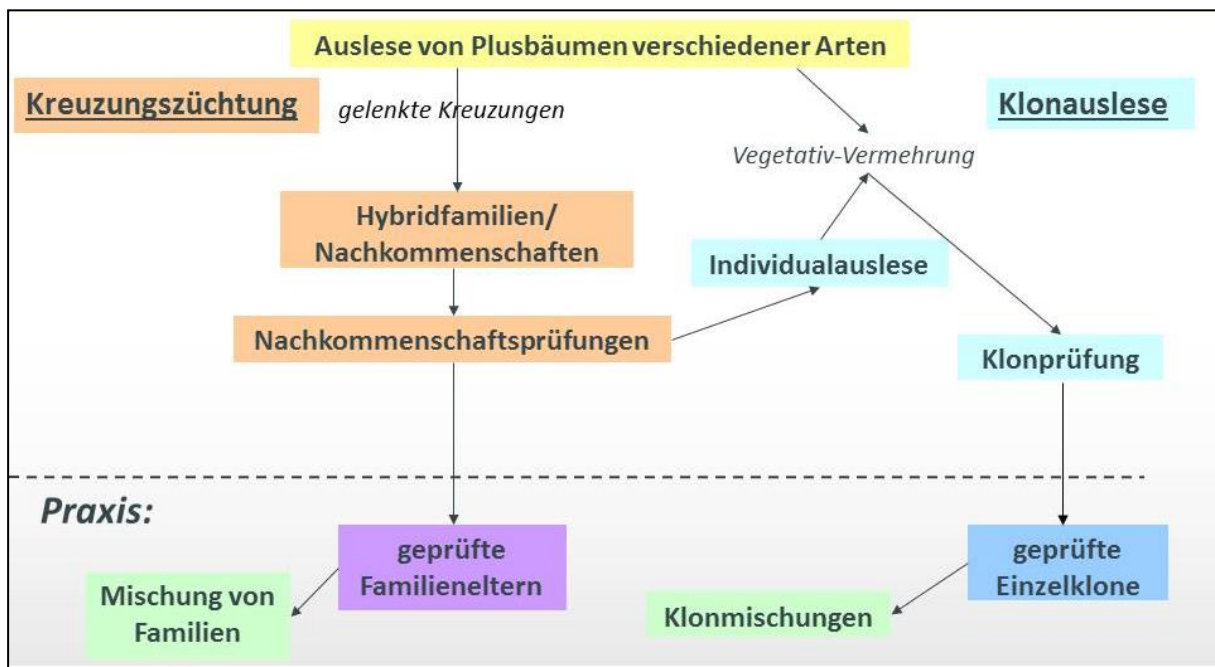 Auslese von Plusbäumen verschiedener Arten
Kreuzungszüchtung
gelenkte Kreuzungen
Klonauslese
Vegetativ-Vermehrung
Hybridfamilien/
Nachkommenschaften
Individualauslese
Nachkommenschaftsprüfungen
Klonprüfung
Praxis:
geprüfte
Familieneltern
geprüfte
Einzelklone
Mischung von
Familien
Klonmischungen